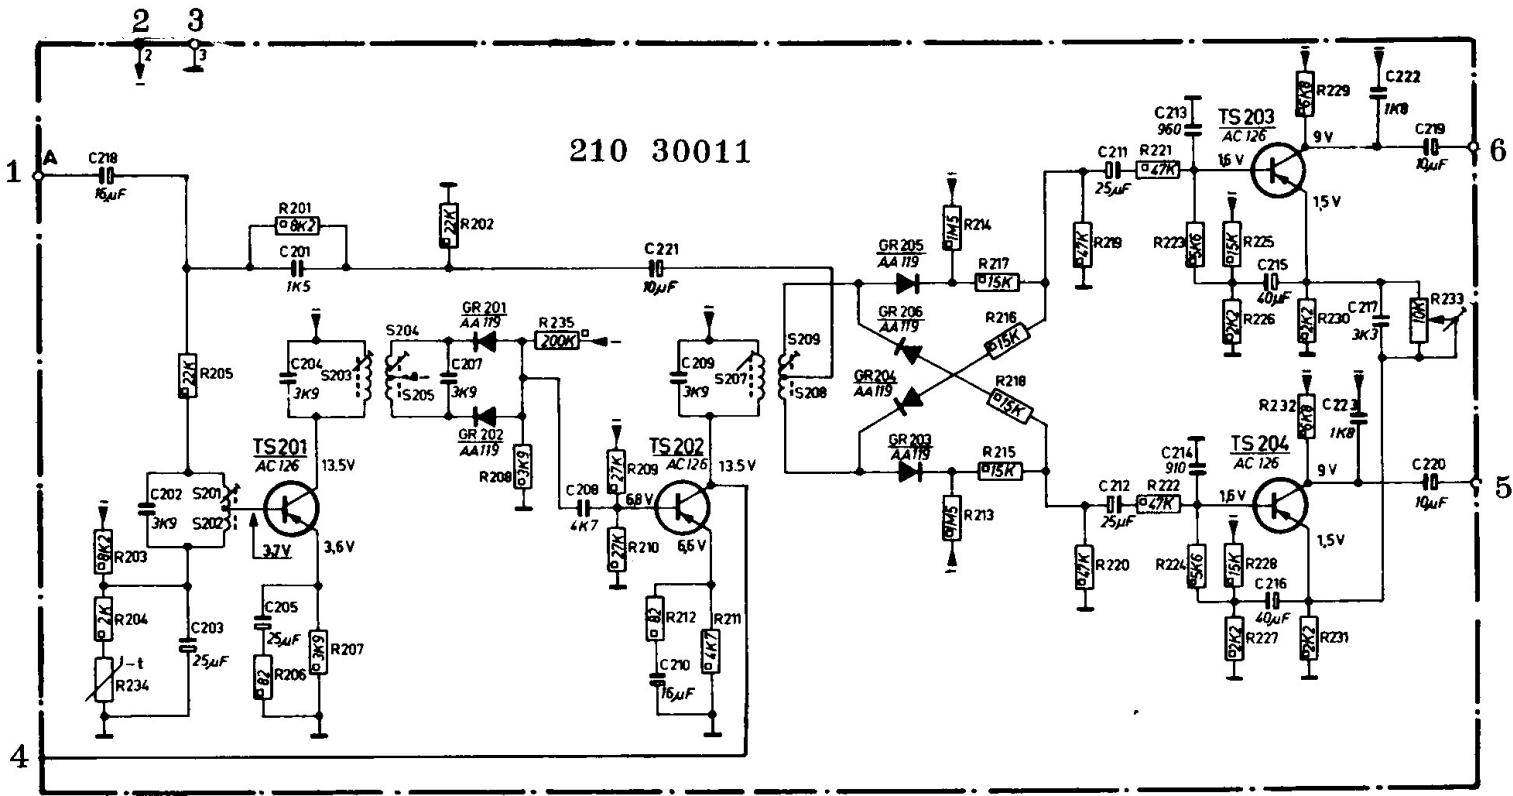 2 3
2 3
210 30011
1 A
C218
16µF
R201
8K2
C201
1K5
22K R202
C221
10µF
22K R205
C204
3K9
S203
S204
S205
GR 201
AA 119
C207
3K9
GR 202
AA119
R235
200K
R208 3K9
TS201
AC 126
13.5V
3,7V
3,6V
C202
3K9
S201
S202
8K2 R203
2K R204
-t
R234
C203
25µF
C205
25µF
82 R206
3K9 R207
C208
4K7
27K R209
27K R210
6,8V
TS202
AC 126
13.5V
6,6V
C209
3K9
S207
S209
S208
82 R212
C210
16µF
R211
4K7
GR 205
AA 119
GR 206
AA119
GR 204
AA119
GR 203
AA119
1M5 R214
R217
15K
R216
15K
R218
15K
R215
15K
1M5 R213
47K R219
C211
25µF
R221
47K
C213
960
1,6 V
TS 203
AC 126
6K8 R229
C222
1K8
9 V
C219
10µF
6
1,5V
R223 5K6
15K R225
C215
40µF
2K2 R226
2K2 R230
C217
3K3
10K R233
47K R220
C212
25µF
R222
47K
C214
910
1,6V
TS 204
AC 126
R232 6K8
C223
1K8
9 V
C220
10µF
5
1,5V
R224 5K6
15K R228
C216
40µF
2K2 R227
2K2 R231
4